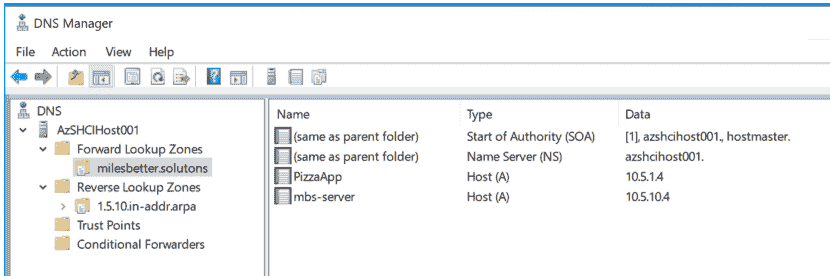 DNS Manager
File Action View Help
DNS
AzSHCIHost001
Forward Lookup Zones
milesbetter.solutons
Reverse Lookup Zones
1.5.10.in-addr.arpa
Trust Points
Conditional Forwarders
Name Type Data
(same as parent folder) Start of Authority (SOA) [1], azshcihost001., hostmaster.
(same as parent folder) Name Server (NS) azshcihost001.
PizzaApp Host (A) 10.5.1.4
mbs-server Host (A) 10.5.10.4